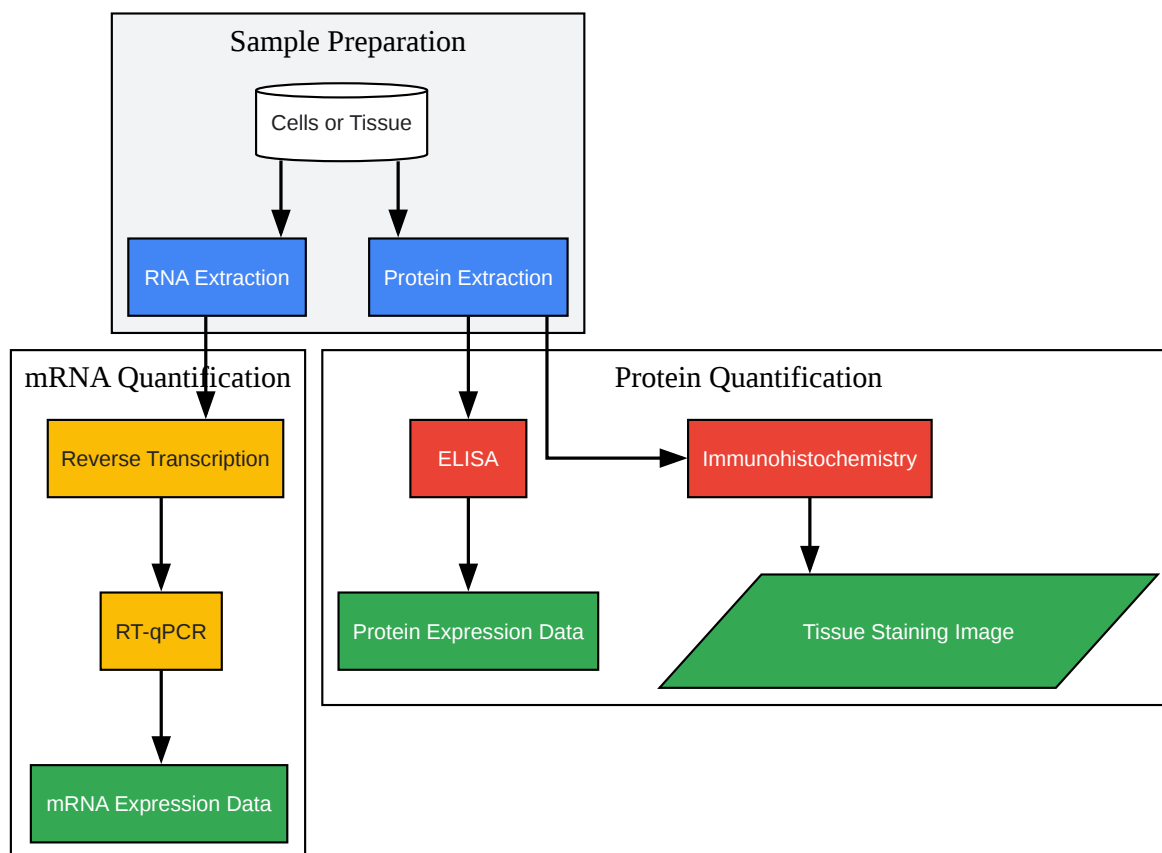 Sample Preparation
Cells or Tissue
RNA Extraction
Protein Extraction
mRNA Quantification
Reverse Transcription
RT-qPCR
mRNA Expression Data
Protein Quantification
ELISA
Immunohistochemistry
Protein Expression Data
Tissue Staining Image